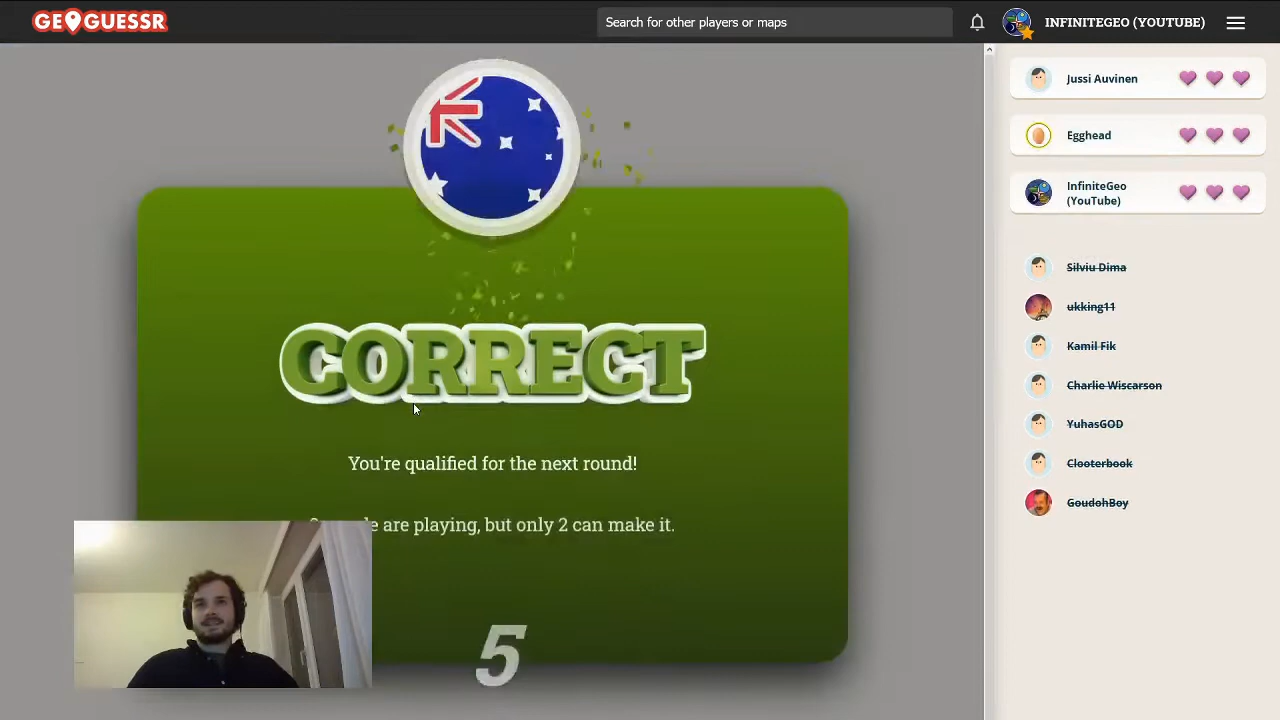 GEOGUESSR
Search for other players or maps
INFINITEGEO (YOUTUBE)
Jussi Auvinen
Egghead
InfiniteGeo
(YouTube)
Silviu Dima
ukking11
Kamil Fik
Charlie Wiscarson
YuhasGOD
Clooterbook
GoudohBoy
CORRECT
You're qualified for the next round!
are playing, but only 2 can make it.
5